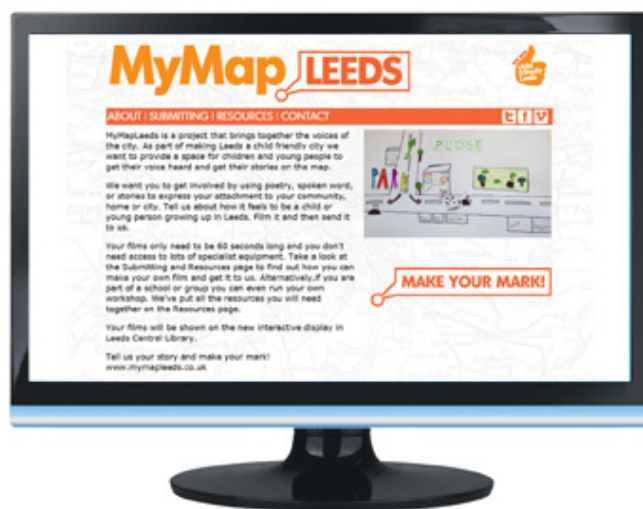 MyMap LEEDS
child friendly Leeds
ABOUT | SUBMITTING | RESOURCES | CONTACT
t f V
MyMapLeeds is a project that brings together the voices of
the city. As part of making Leeds a child friendly city we
want to provide a space for children and young people to
get their voice heard and get their stories on the map.
We want you to get involved by using poetry, spoken word,
or stories to express your attachment to your community,
home or city. Tell us about how it feels to be a child or
young person growing up in Leeds. Film it and then send it
to us.
Your films only need to be 60 seconds long and you don't
need access to lots of specialist equipment. Take a look at
the Submitting and Resources page to find out how you can
make your own film and get it to us. Alternatively,if you are
part of a school or group you can even run your own
workshop. We've put all the resources you will need
together on the Resources page.
Your films will be shown on the new interactive display in
Leeds Central Library.
Tell us your story and make your mark!
www.mymapleeds.co.uk
PUDSE
PARK
MAKE YOUR MARK!